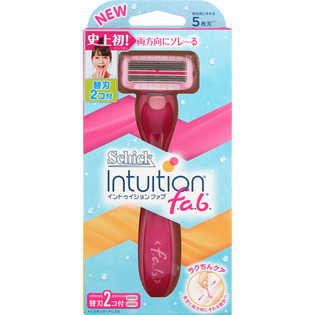 NEW
史上初！
両方向にソレ〜る
5枚刃
替刃
2コ付
Schick
Intuition
イントゥイション ファブ
f.a.b.
<f.a.b>
ラクちんケア
替刃2コ付